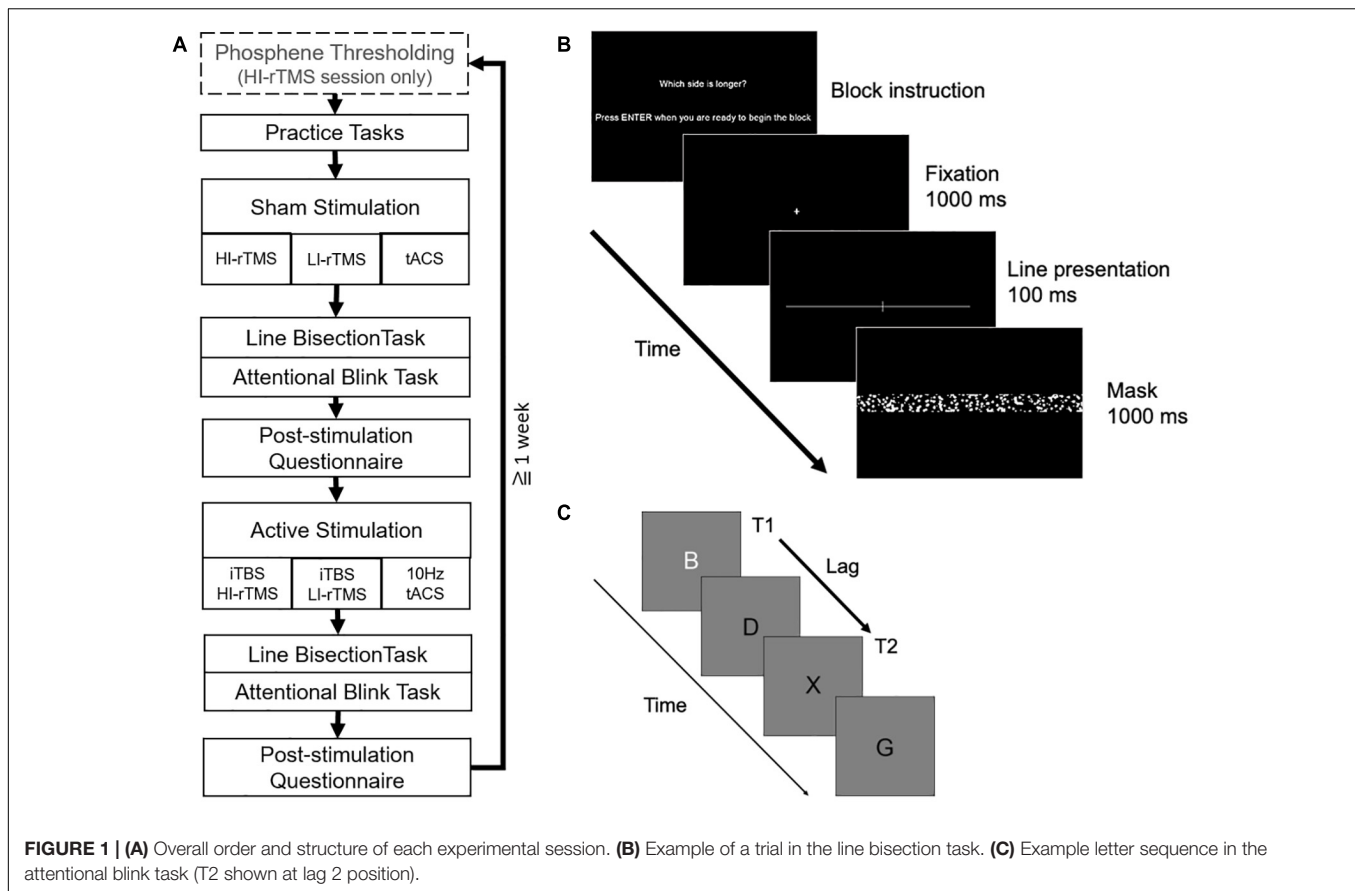 A
Phosphene Thresholding
(HI-rTMS session only)
Practice Tasks
Sham Stimulation
HI-rTMS
LI-rTMS
tACS
Line BisectionTask
Attentional Blink Task
Post-stimulation
Questionnaire
Active Stimulation
iTBS
HI-rTMS
iTBS
LI-rTMS
10Hz
tACS
Line BisectionTask
Attentional Blink Task
Post-stimulation
Questionnaire
≧ 1 week
B
Which side is longer?
Press ENTER when you are ready to begin the block
Block instruction
Fixation
1000 ms
Line presentation
100 ms
Mask
1000 ms
Time
C
B
T1
Lag
D
T2
X
G
Time
FIGURE 1 | (A) Overall order and structure of each experimental session. (B) Example of a trial in the line bisection task. (C) Example letter sequence in the
attentional blink task (T2 shown at lag 2 position).